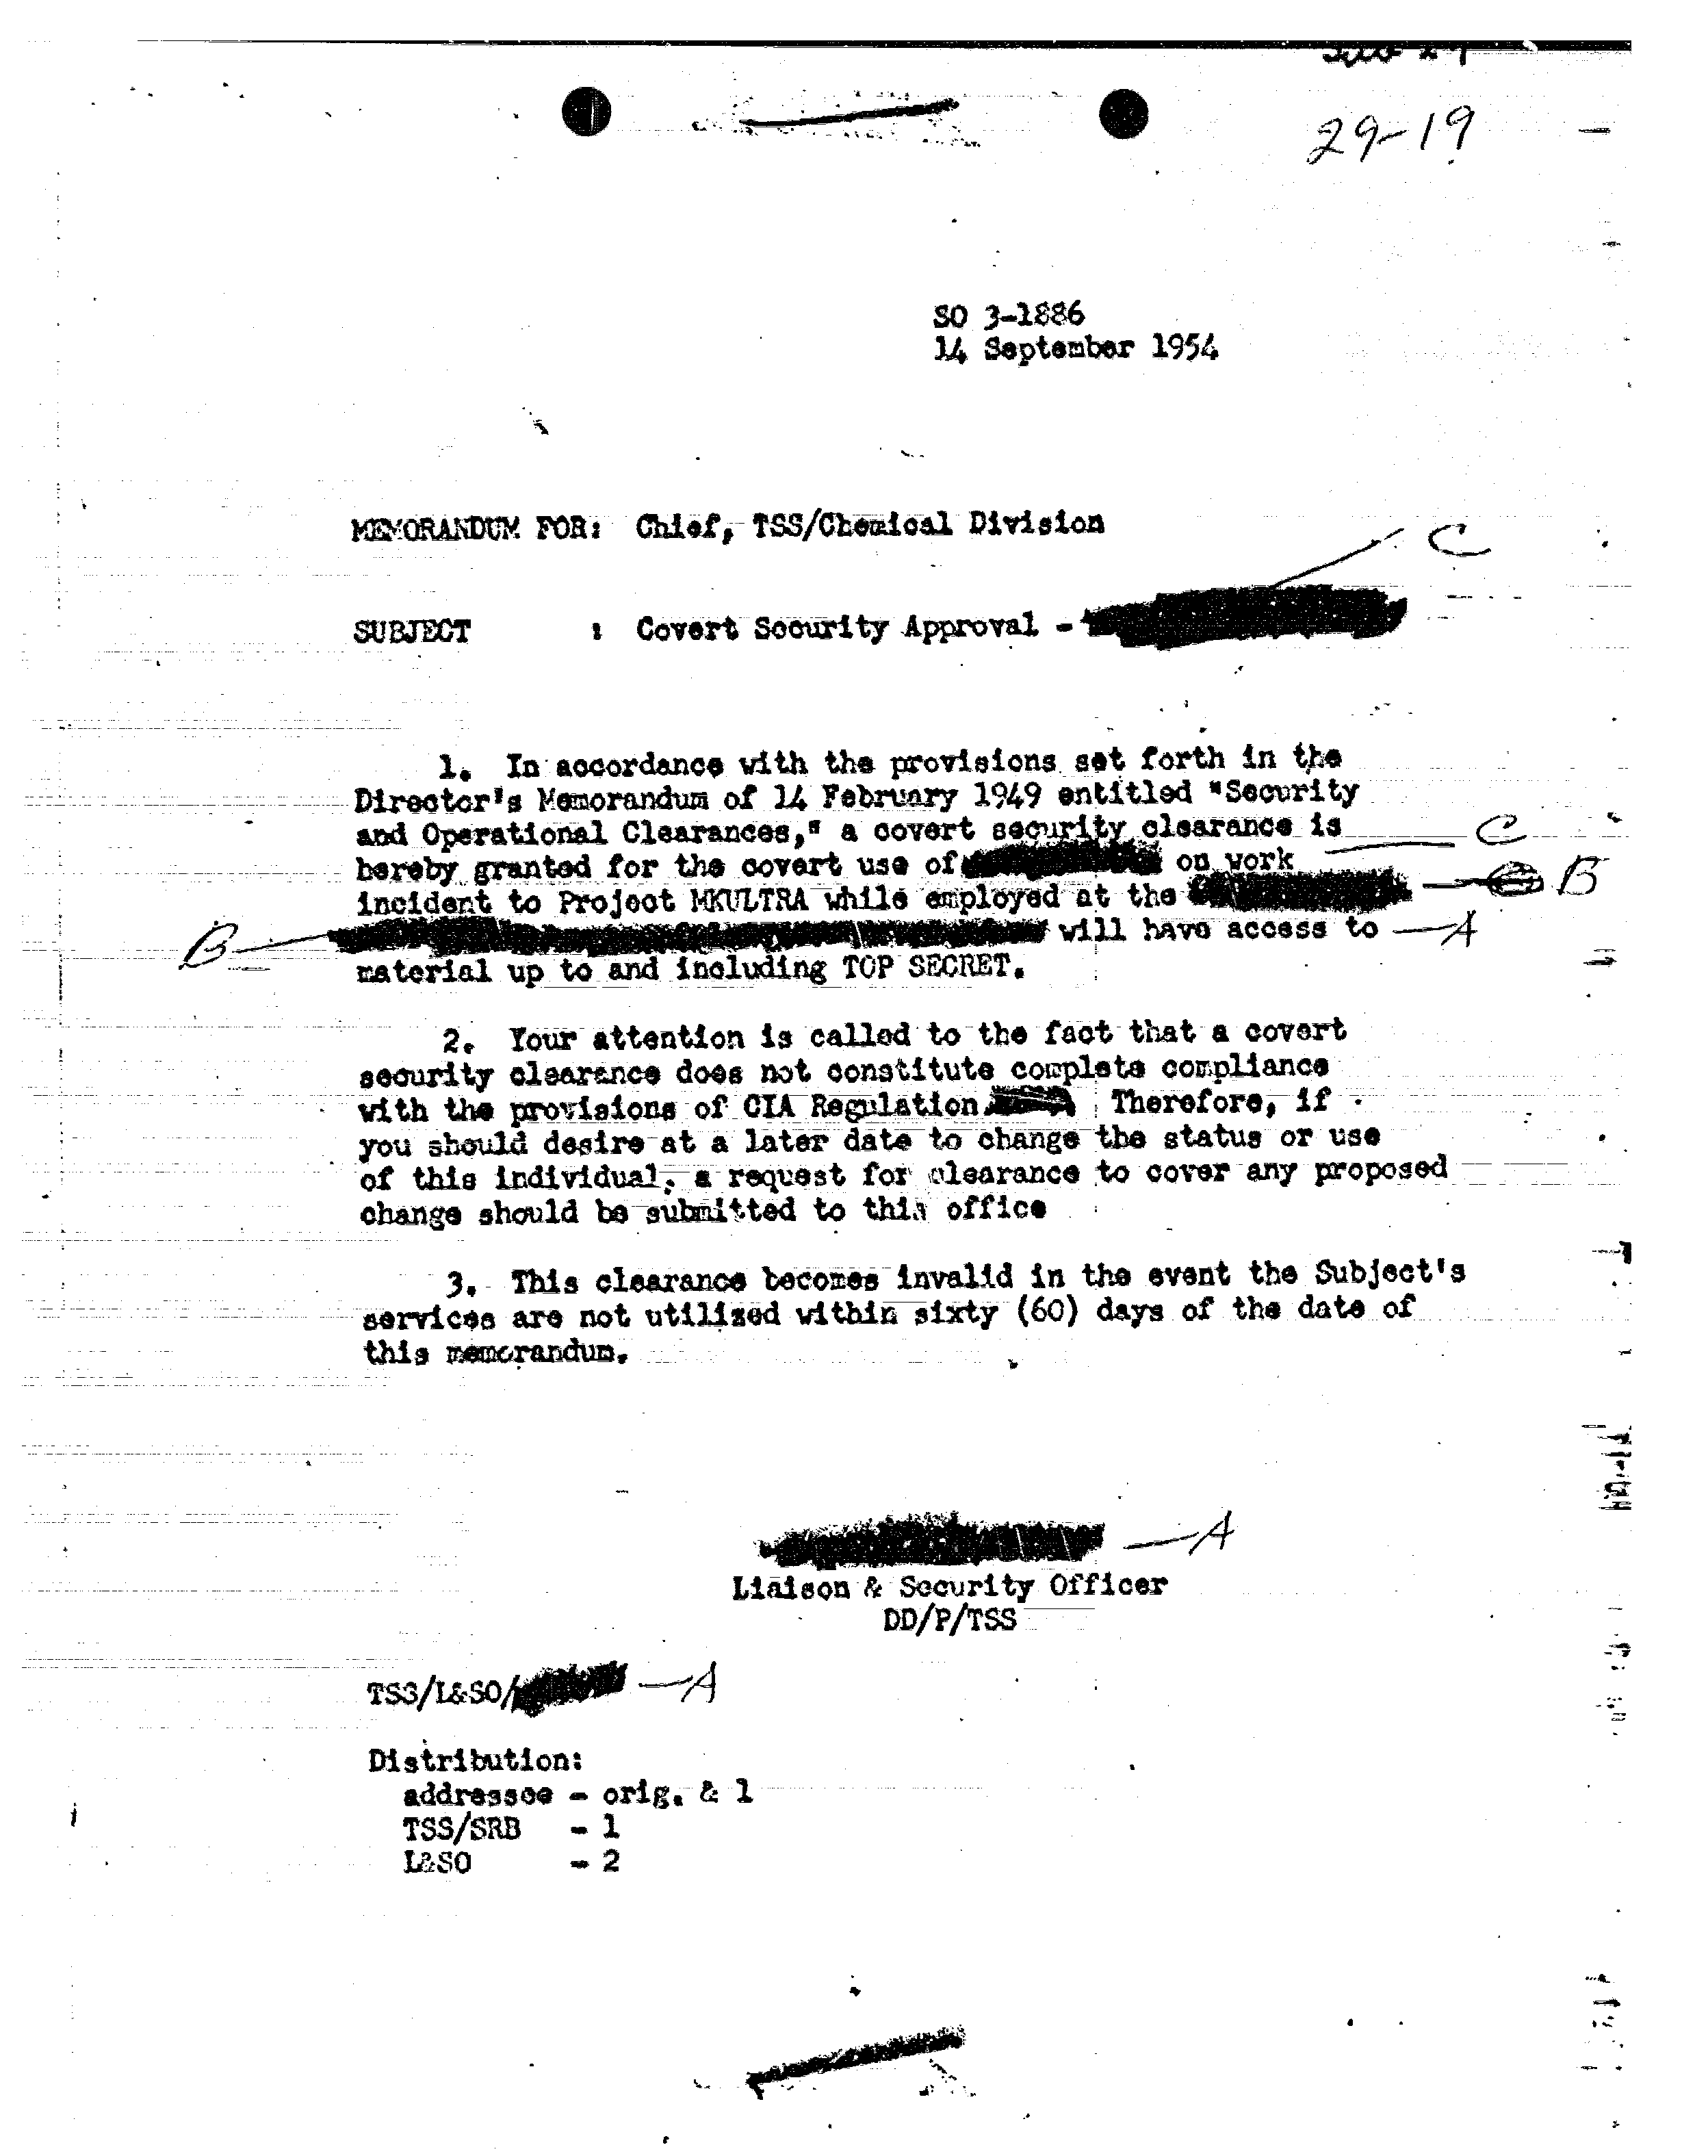 29-19
SO 3-1886
14 September 1954
MEMORANDUM FOR: Chief, TSS/Chemical Division
C
SUBJECT : Covert Security Approval -
1. In accordance with the provisions set forth in the
Director's Memorandum of 14 February 1949 entitled "Security
and Operational Clearances," a covert security clearance is
C
hereby granted for the covert use of on work
incident to Project MKULTRA while employed at the
B
B
will have access to
A
material up to and including TOP SECRET.
2. Your attention is called to the fact that a covert
security clearance does not constitute complete compliance
with the provisions of CIA Regulation Therefore, if
you should desire at a later date to change the status or use
of this individual, a request for clearance to cover any proposed
change should be submitted to this office
3. This clearance becomes invalid in the event the Subject's
services are not utilized within sixty (60) days of the date of
this memorandum.
A
Liaison & Security Officer
DD/P/TSS
TSS/L&SO/ A
Distribution:
addressee - orig. & 1
TSS/SRB - 1
L&SO - 2